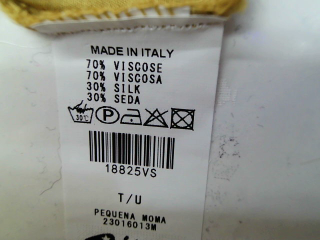 MADE IN ITALY
70% VISCOSE
70% VISCOSA
30% SILK
30% SEDA
30°C P
18825VS
T/U
PEQUENA MOMA
23016013M